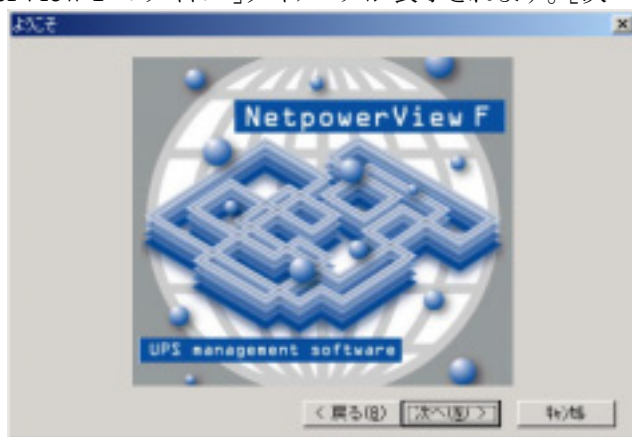 ようこそ
NetpowerView F
UPS management software
< 戻る(B)
次へ(N) >
ｷｬﾝｾﾙ